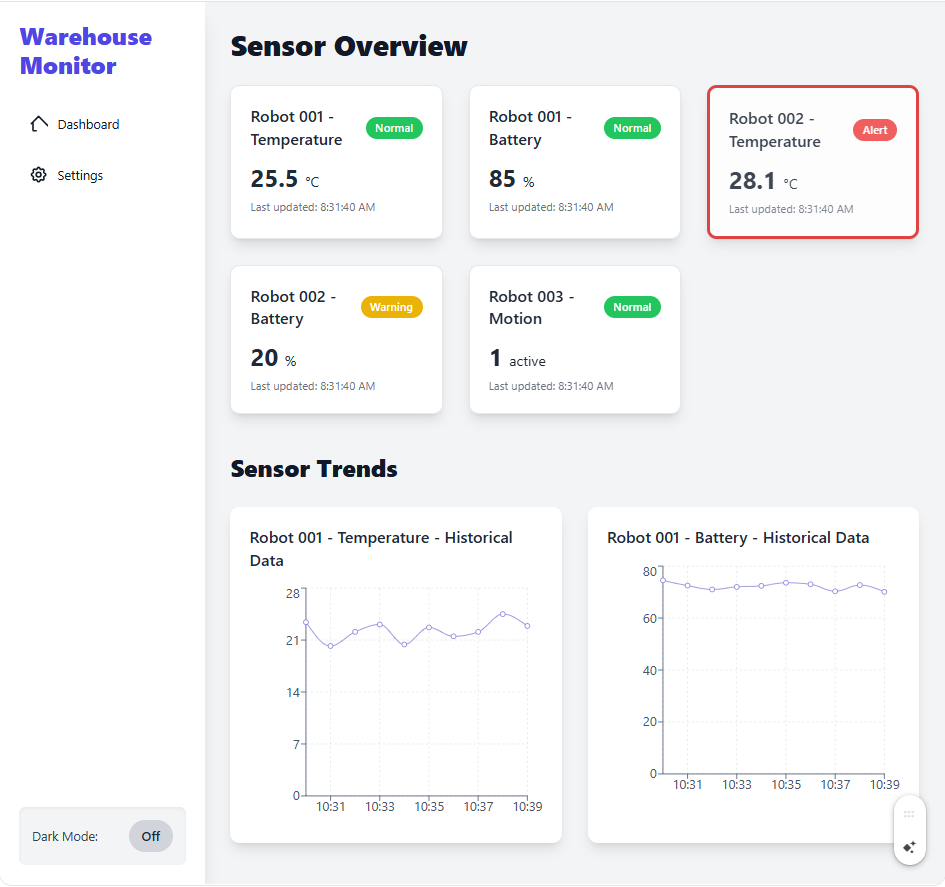 Warehouse
Monitor
Dashboard
Settings
Dark Mode:
Off
Sensor Overview
Robot 001 -
Temperature
Normal
25.5 °C
Last updated: 8:31:40 AM
Robot 001 -
Battery
Normal
85 %
Last updated: 8:31:40 AM
Robot 002 -
Temperature
Alert
28.1 °C
Last updated: 8:31:40 AM
Robot 002 -
Battery
Warning
20 %
Last updated: 8:31:40 AM
Robot 003 -
Motion
Normal
1 active
Last updated: 8:31:40 AM
Sensor Trends
Robot 001 - Temperature - Historical
Data
28
21
14
7
0
10:31 10:33 10:35 10:37 10:39
Robot 001 - Battery - Historical Data
80
60
40
20
0
10:31 10:33 10:35 10:37 10:39